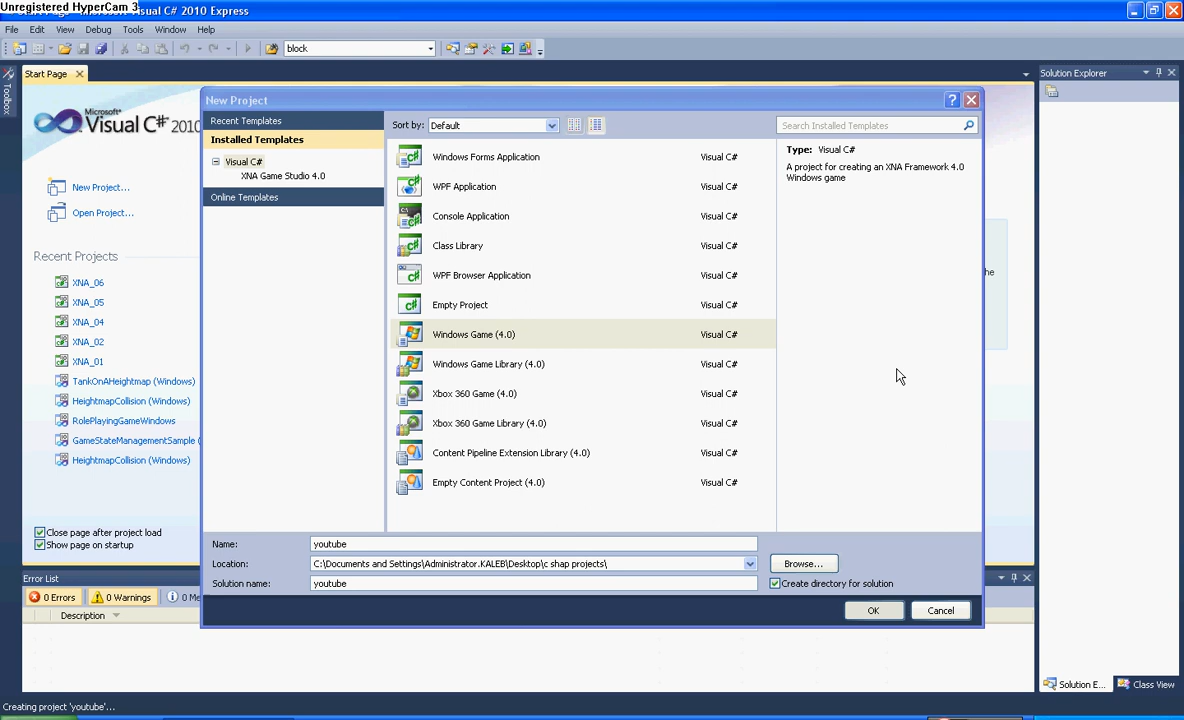 Unregistered HyperCam 3
Visual C# 2010 Express
File Edit View Debug Tools Window Help
block
Start Page
Solution Explorer
Toolbox
Microsoft®
Visual C# 2010
New Project...
Open Project...
Recent Projects
XNA_06
XNA_05
XNA_04
XNA_02
XNA_01
TankOnAHeightmap (Windows)
HeightmapCollision (Windows)
RolePlayingGameWindows
GameStateManagementSample (
HeightmapCollision (Windows)
Close page after project load
Show page on startup
New Project
Recent Templates
Installed Templates
Visual C#
XNA Game Studio 4.0
Online Templates
Sort by: Default
Search Installed Templates
Windows Forms Application Visual C#
WPF Application Visual C#
Console Application Visual C#
Class Library Visual C#
WPF Browser Application Visual C#
Empty Project Visual C#
Windows Game (4.0) Visual C#
Windows Game Library (4.0) Visual C#
Xbox 360 Game (4.0) Visual C#
Xbox 360 Game Library (4.0) Visual C#
Content Pipeline Extension Library (4.0) Visual C#
Empty Content Project (4.0) Visual C#
Type: Visual C#
A project for creating an XNA Framework 4.0
Windows game
he
Name: youtube
Location: C:\Documents and Settings\Administrator.KALEB\Desktop\c shap projects\
Browse...
Solution name: youtube
Create directory for solution
OK Cancel
Error List
0 Errors 0 Warnings 0 Me
Description
Solution E... Class View
Creating project 'youtube'...